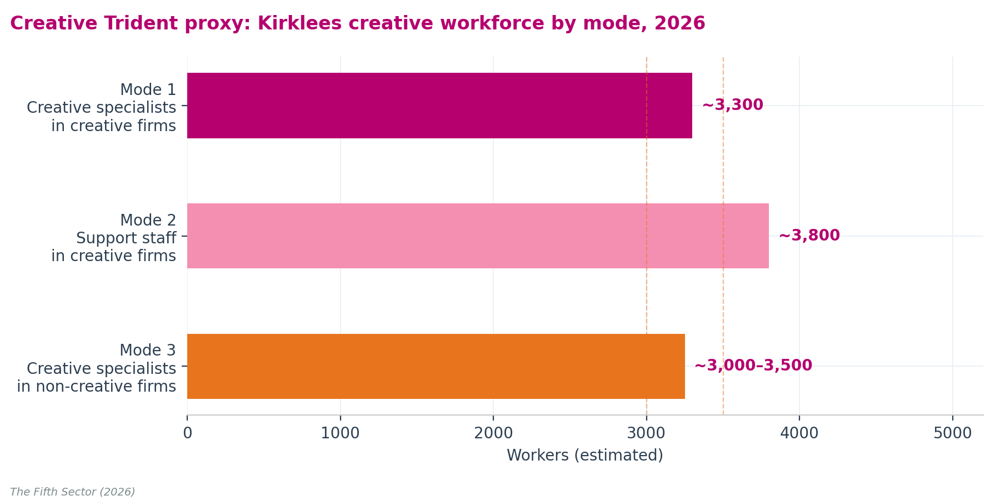 Creative Trident proxy: Kirklees creative workforce by mode, 2026
Mode 1
Creative specialists
in creative firms
~3,300
Mode 2
Support staff
in creative firms
~3,800
Mode 3
Creative specialists
in non-creative firms
~3,000–3,500
0 1000 2000 3000 4000 5000
Workers (estimated)
The Fifth Sector (2026)